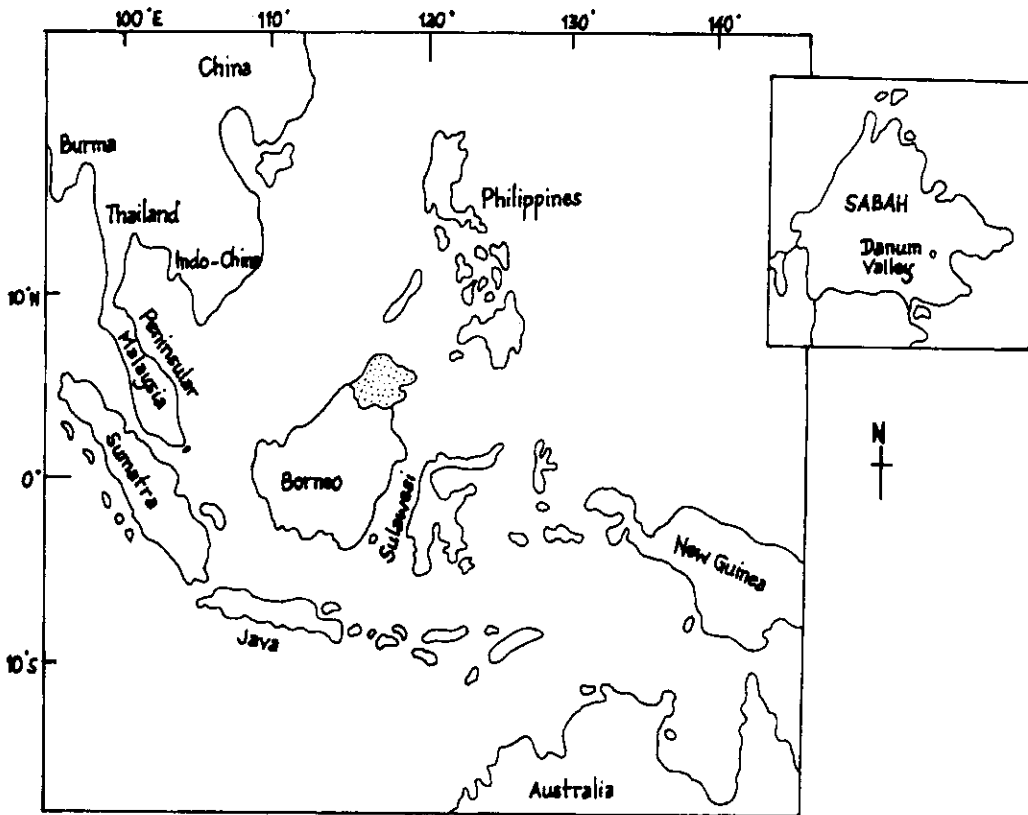 100°E 110° 120° 130° 140°
China
Burma
Thailand
Indo-China
Philippines
10°N
Peninsular
Malaysia
Sumatra
0°
Borneo
Sulawesi
New Guinea
Java
10°S
Australia
SABAH
Danum
Valley
N